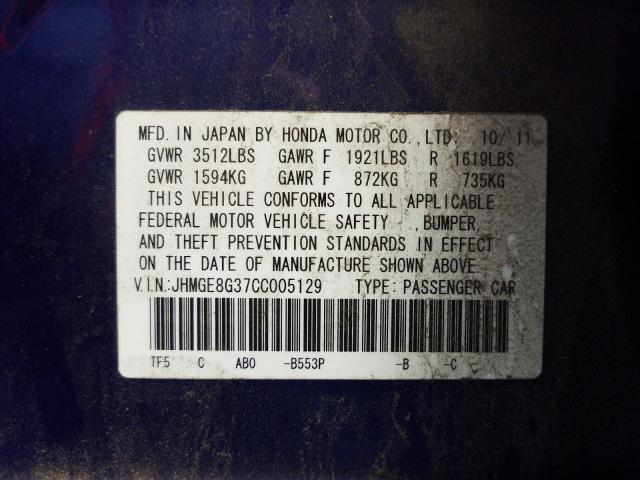 MFD. IN JAPAN BY HONDA MOTOR CO.,LTD. 10/11
GVWR 3512LBS GAWR F 1921LBS R 1619LBS
GVWR 1594KG GAWR F 872KG R 735KG
THIS VEHICLE CONFORMS TO ALL APPLICABLE
FEDERAL MOTOR VEHICLE SAFETY ,BUMPER,
AND THEFT PREVENTION STANDARDS IN EFFECT
ON THE DATE OF MANUFACTURE SHOWN ABOVE.
V.I.N.:JHMGE8G37CC005129 TYPE: PASSENGER CAR
TF5 C ABO -B553P -B -C